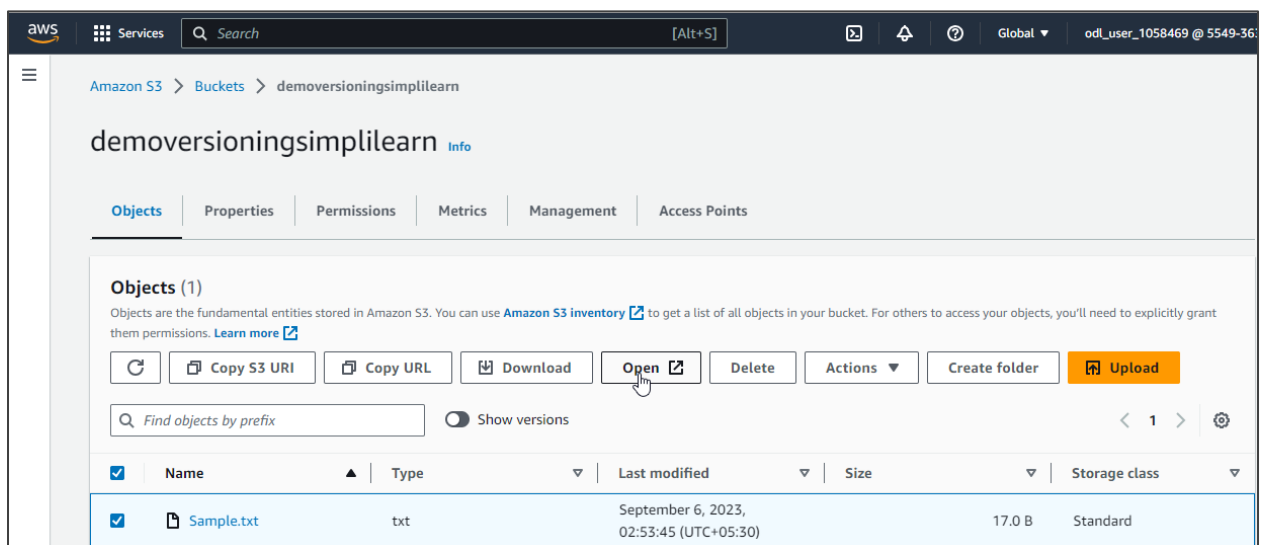 aws Services Search [Alt+S] Global ▼ odl_user_1058469 @ 5549-363
Amazon S3 > Buckets > demoversioningsimplilearn
demoversioningsimplilearn Info
Objects Properties Permissions Metrics Management Access Points
Objects (1)
Objects are the fundamental entities stored in Amazon S3. You can use Amazon S3 inventory to get a list of all objects in your bucket. For others to access your objects, you'll need to explicitly grant
them permissions. Learn more
Copy S3 URI Copy URL Download Open Delete Actions ▼ Create folder Upload
Find objects by prefix Show versions < 1 >
Name Type Last modified Size Storage class
Sample.txt txt September 6, 2023, 02:53:45 (UTC+05:30) 17.0 B Standard